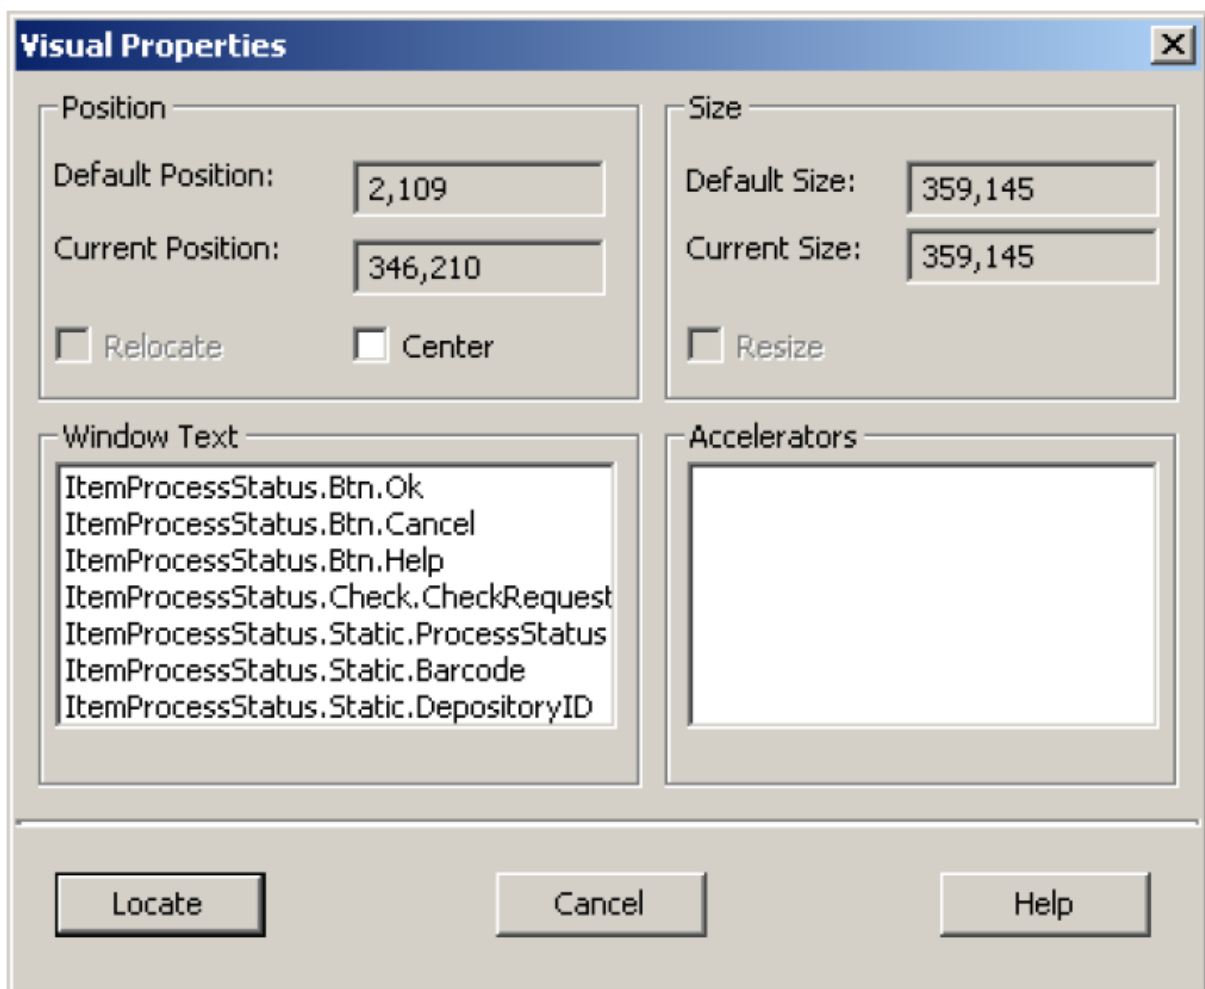 Visual Properties
Position
Default Position: 2,109
Current Position: 346,210
Relocate Center
Size
Default Size: 359,145
Current Size: 359,145
Resize
Window Text
ItemProcessStatus.Btn.Ok
ItemProcessStatus.Btn.Cancel
ItemProcessStatus.Btn.Help
ItemProcessStatus.Check.CheckRequest
ItemProcessStatus.Static.ProcessStatus
ItemProcessStatus.Static.Barcode
ItemProcessStatus.Static.DepositoryID
Accelerators
Locate Cancel Help